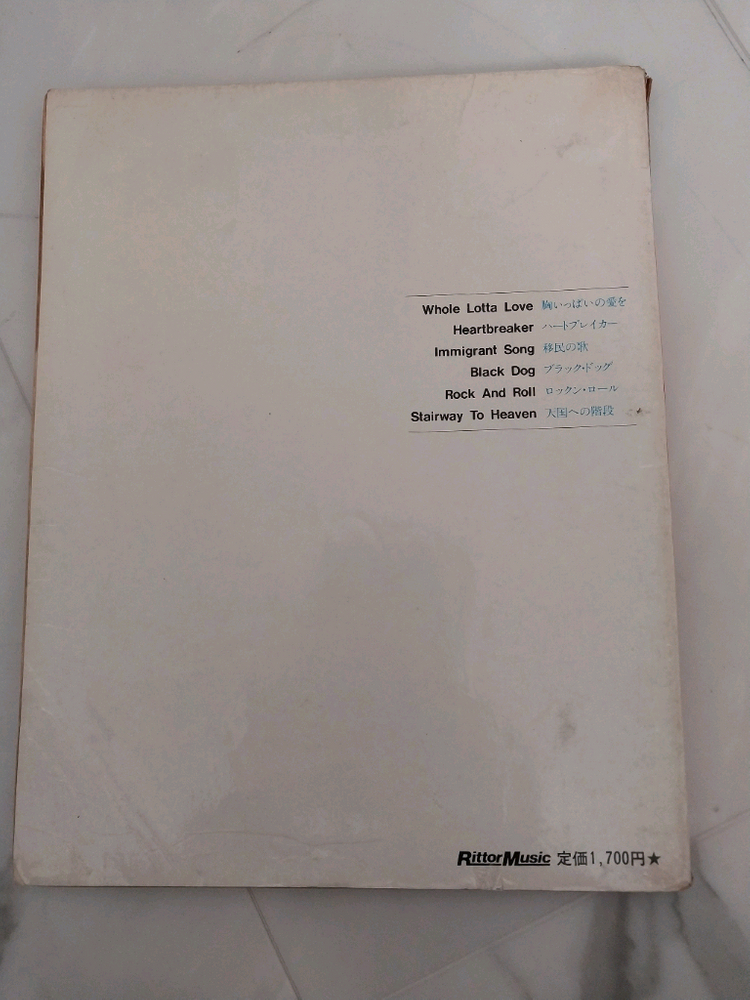 Whole Lotta Love 胸いっぱいの愛を
Heartbreaker ハートブレイカー
Immigrant Song 移民の歌
Black Dog ブラック・ドッグ
Rock And Roll ロックン・ロール
Stairway To Heaven 天国への階段
RittorMusic 定価1,700円★